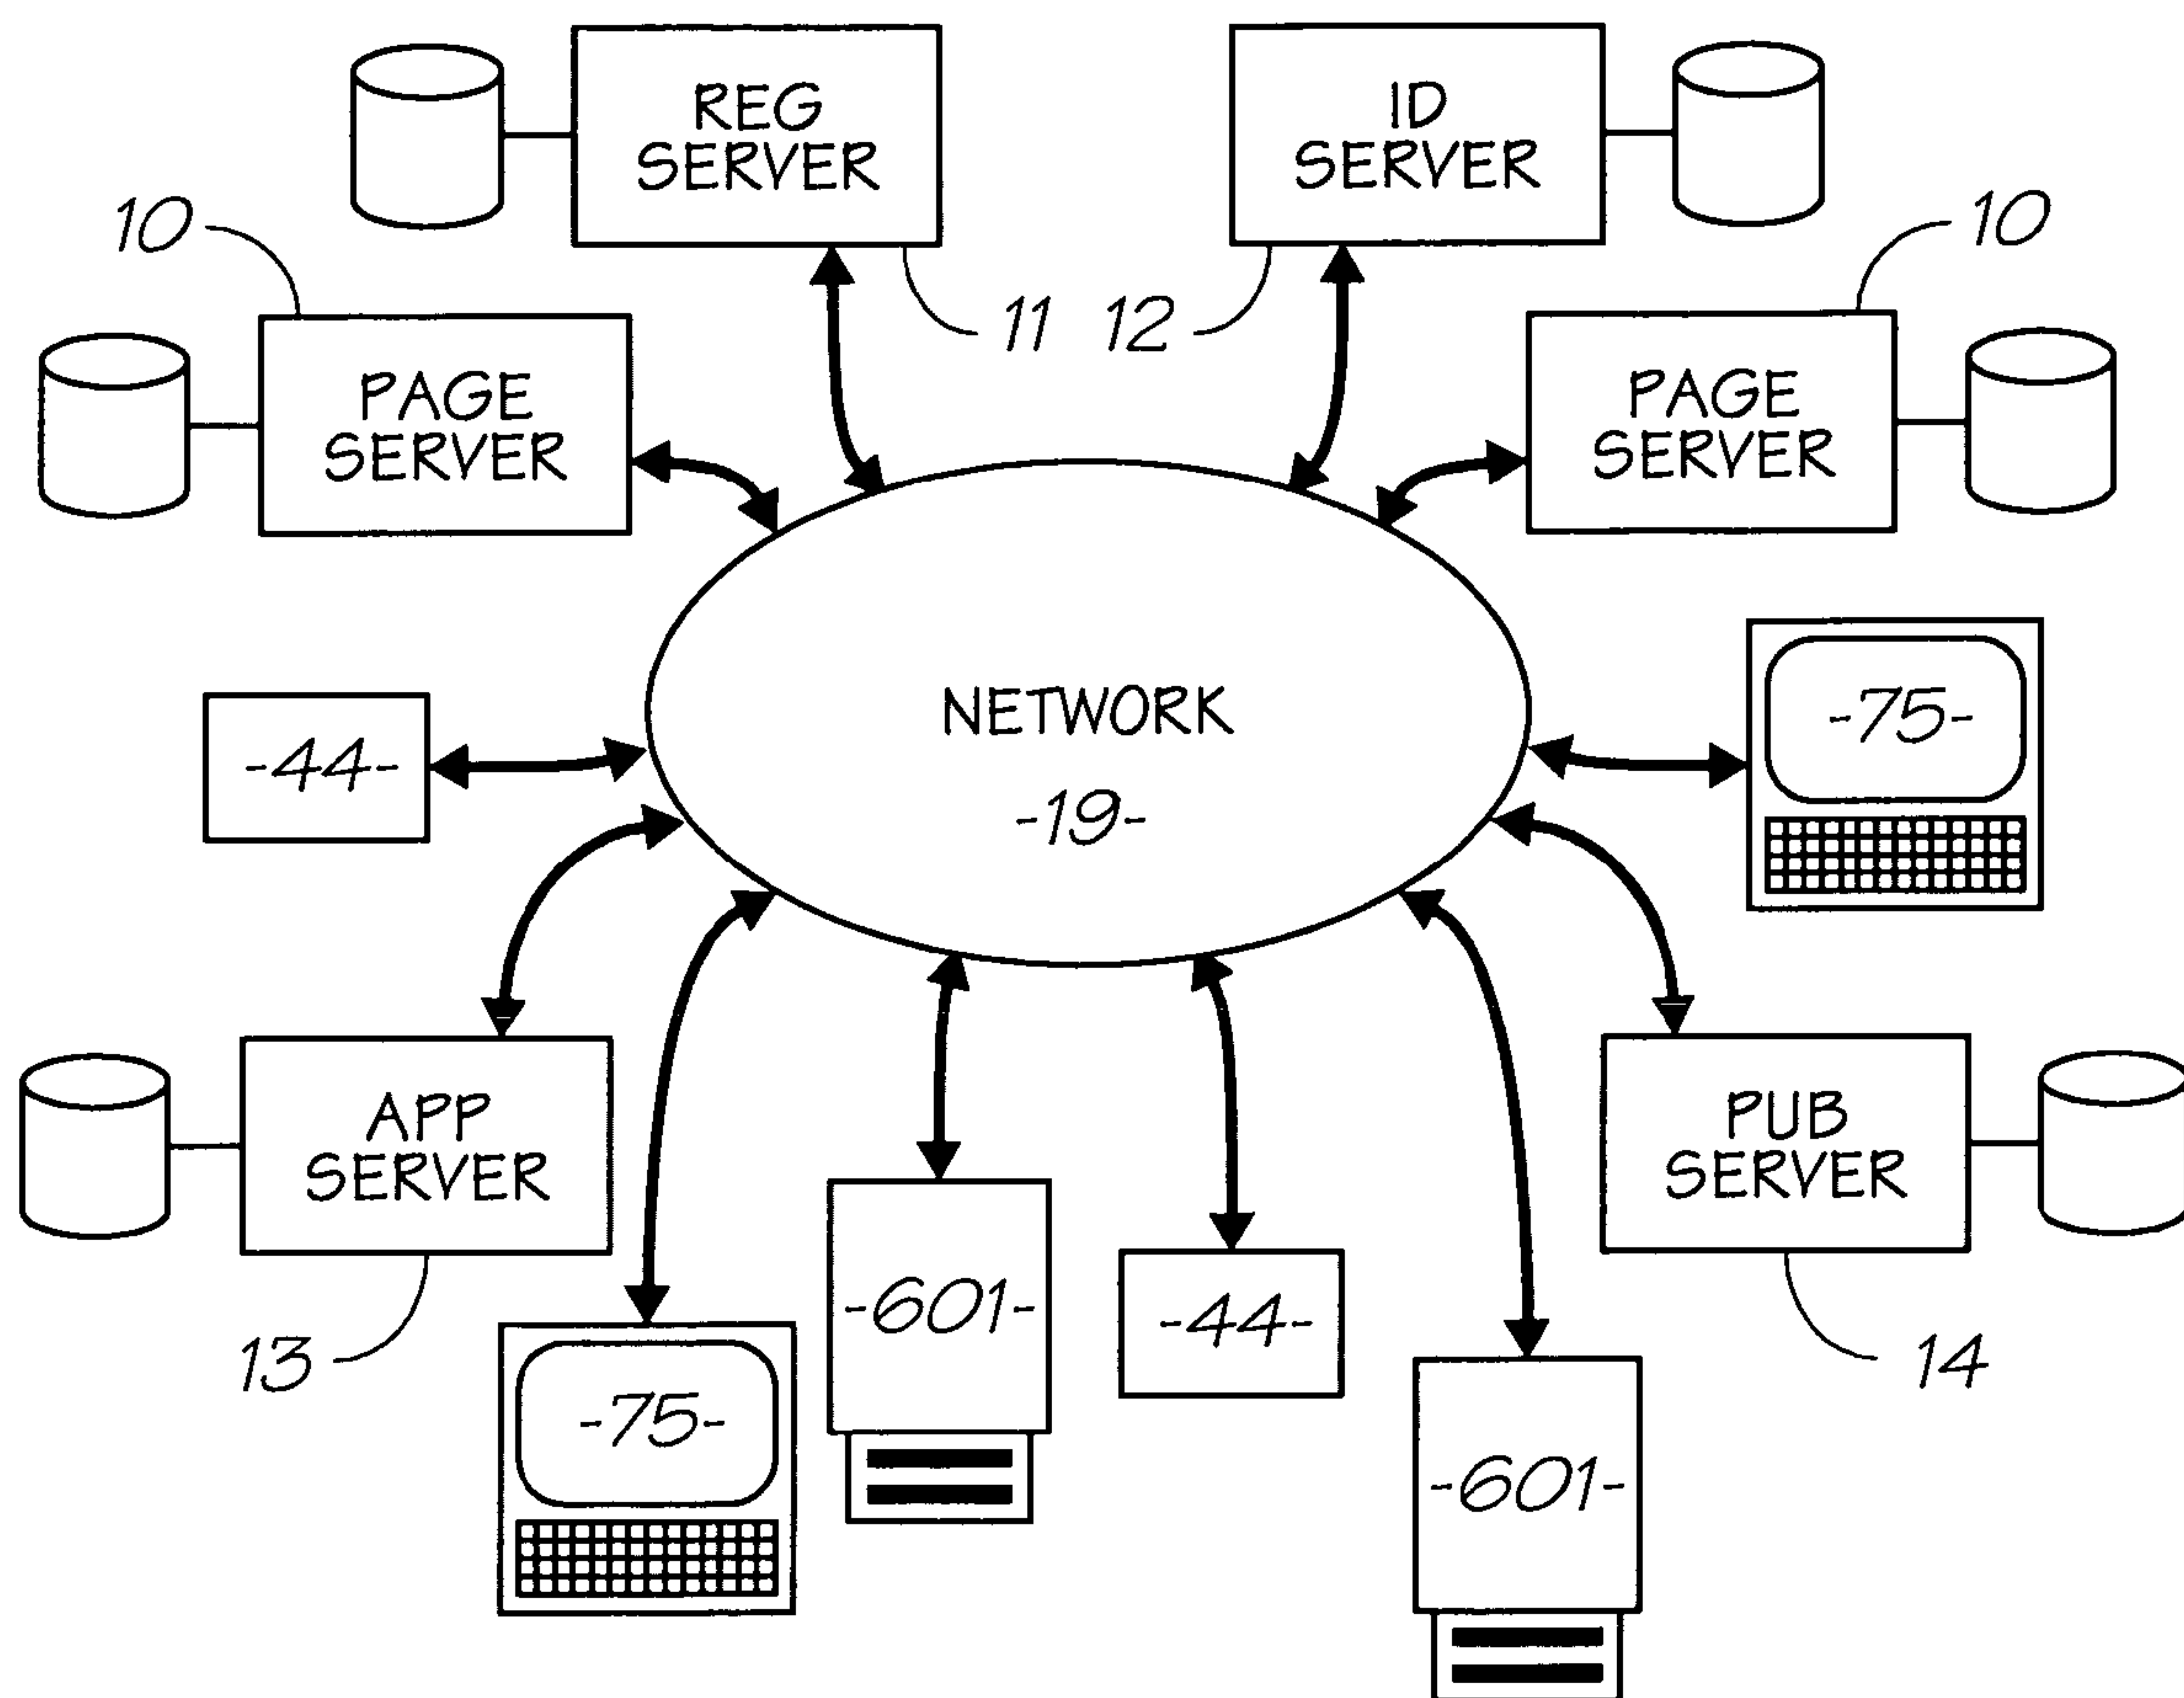 REG
SERVER
ID
SERVER
10
10
11
12
PAGE
SERVER
PAGE
SERVER
NETWORK
-19-
-44-
-75-
APP
SERVER
PUB
SERVER
13
14
-601-
-44-
-75-
-601-